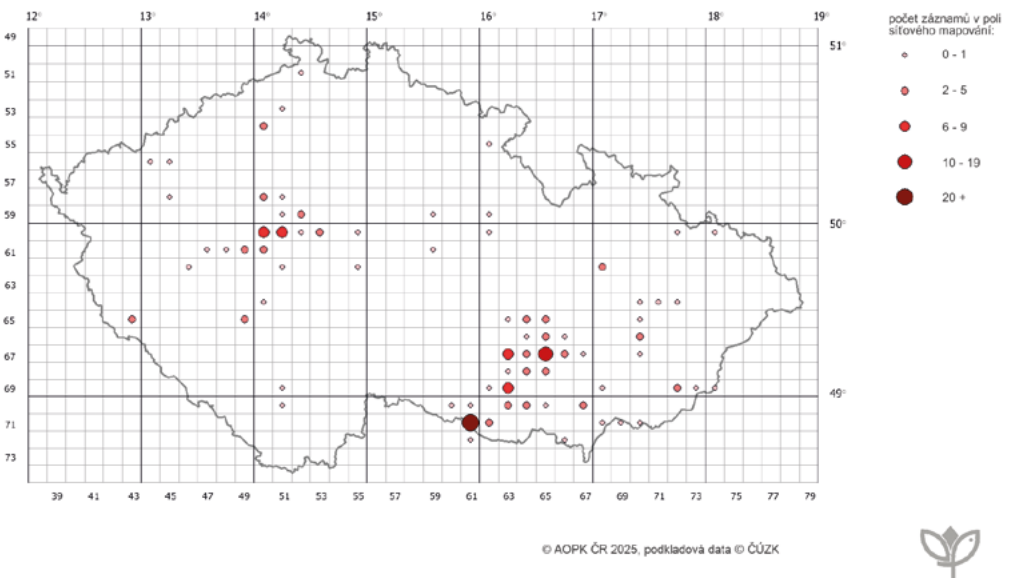 12° 13° 14° 15° 16° 17° 18° 19°
počet záznamů v poli
síťového mapování:
49 51°
0 - 1
51
2 - 5
53
6 - 9
55
10 - 19
57
20 +
59 50°
61
63
65
67
69 49°
71
73
39 41 43 45 47 49 51 53 55 57 59 61 63 65 67 69 71 73 75 77 79
© AOPK ČR 2025, podkladová data © ČÚZK